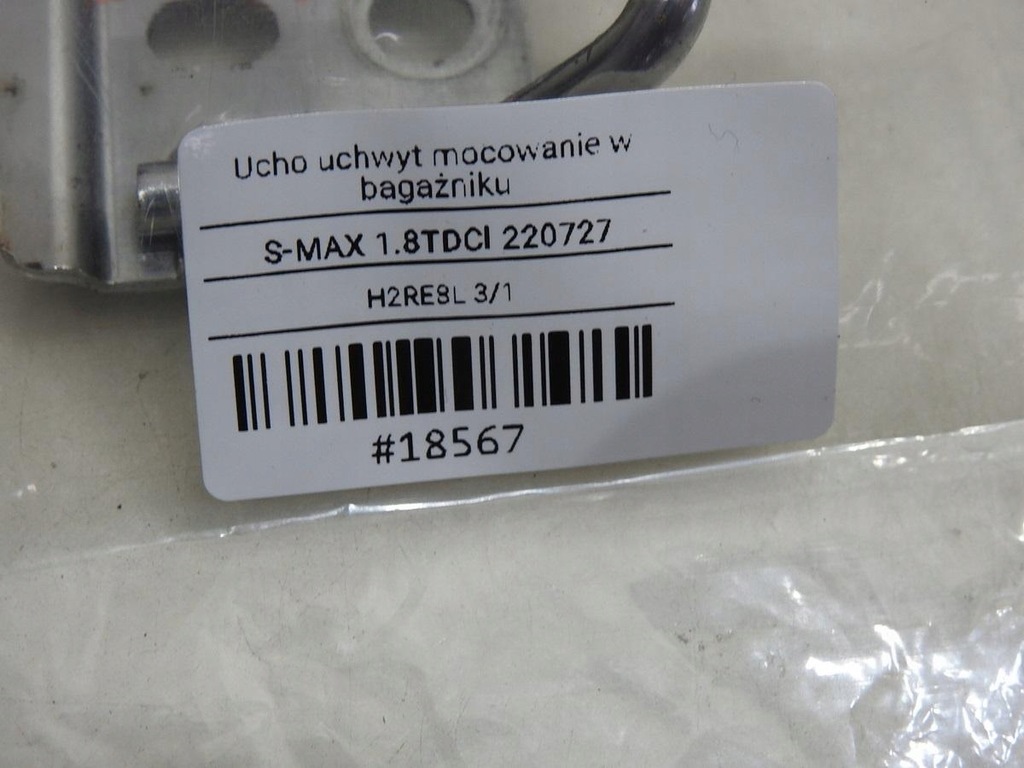 Ucho uchwyt mocowanie w
bagażniku
S-MAX 1.8TDCI 220727
H2RE8L 3/1
#18567